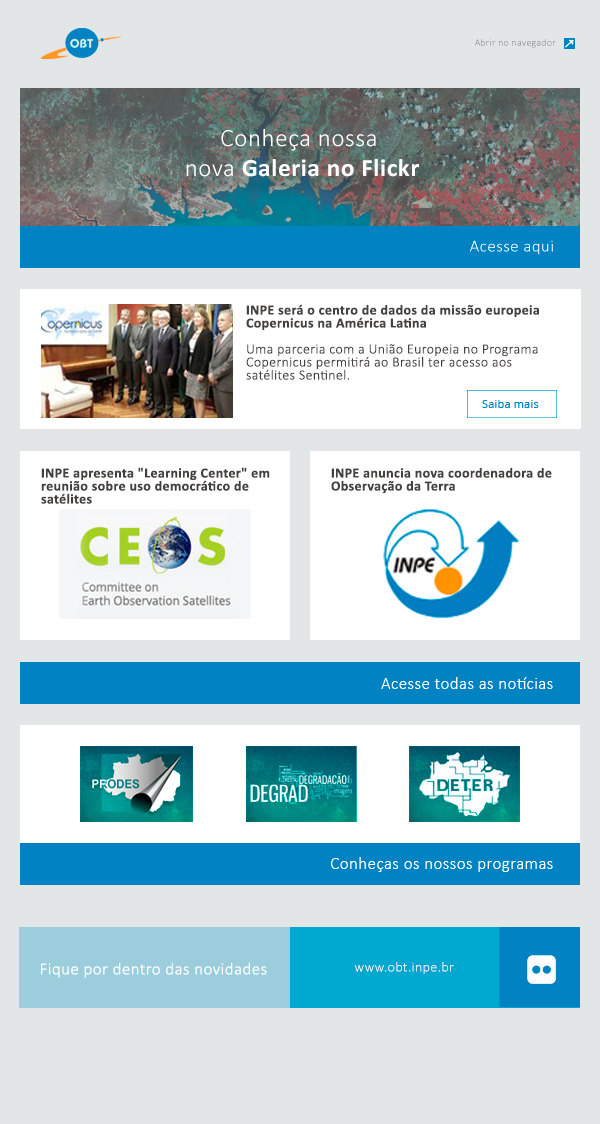 OBT
Abrir no navegador
Conheça nossa
nova Galeria no Flickr
Acesse aqui
Copernicus
INPE será o centro de dados da missão europeia
Copernicus na América Latina
Uma parceria com a União Europeia no Programa
Copernicus permitirá ao Brasil ter acesso aos
satélites Sentinel.
Saiba mais
INPE apresenta "Learning Center" em
reunião sobre uso democrático de
satélites
CEOS
Committee on
Earth Observation Satellites
INPE anuncia nova coordenadora de
Observação da Terra
INPE
Acesse todas as notícias
PRODES
DEGRADAÇÃO
DEGRAD
imagens
DETER
Conheças os nossos programas
Fique por dentro das novidades
www.obt.inpe.br